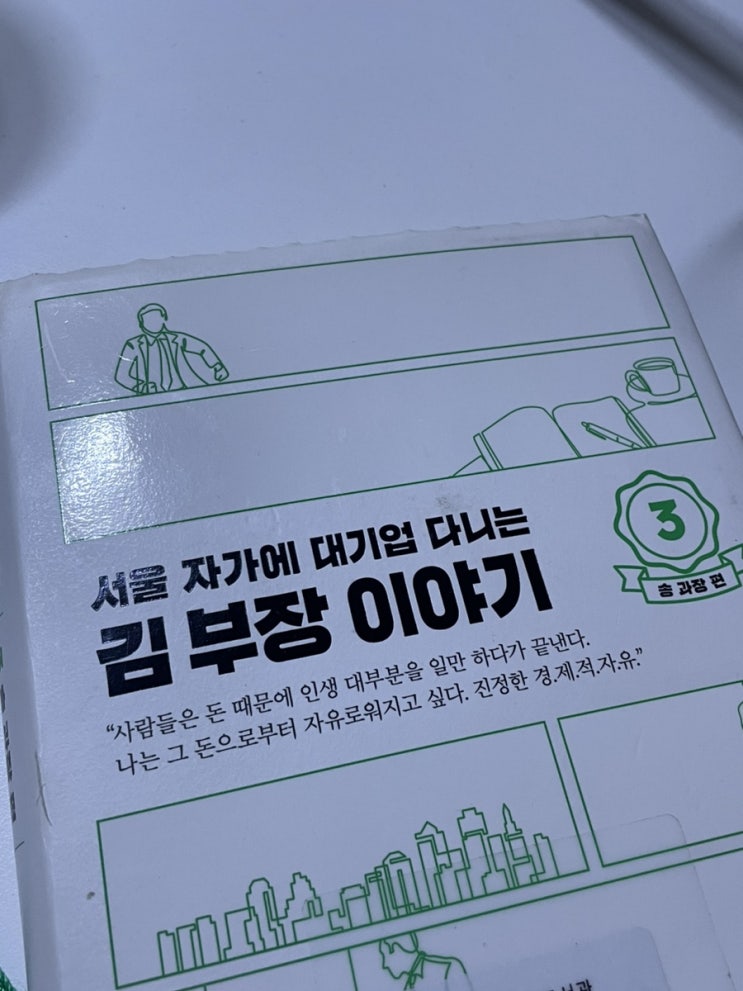 서울 자가에 대기업 다니는
김 부장 이야기
3
송 과장 편
“사람들은 돈 때문에 인생 대부분을 일만 하다가 끝낸다.
나는 그 돈으로부터 자유로워지고 싶다. 진정한 경.제.적.자.유.”